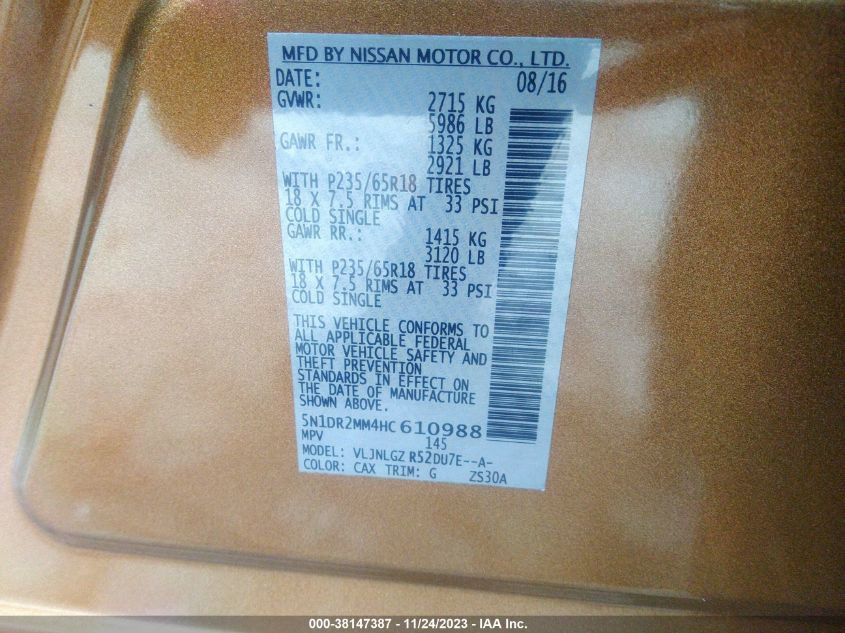 MFD BY NISSAN MOTOR CO., LTD.
DATE: 08/16
GVWR: 2715 KG
5986 LB
GAWR FR.: 1325 KG
2921 LB
WITH P235/65R18 TIRES
18 X 7.5 RIMS AT 33 PSI
COLD SINGLE
GAWR RR.: 1415 KG
3120 LB
WITH P235/65R18 TIRES
18 X 7.5 RIMS AT 33 PSI
COLD SINGLE
THIS VEHICLE CONFORMS TO
ALL APPLICABLE FEDERAL
MOTOR VEHICLE SAFETY AND
THEFT PREVENTION
STANDARDS IN EFFECT ON
THE DATE OF MANUFACTURE
SHOWN ABOVE.
5N1DR2MM4HC610988
MPV 145
MODEL: VLJNLGZ R52DU7E--A-
COLOR: CAX TRIM: G ZS30A
000-38147387 - 11/24/2023 - IAA Inc.